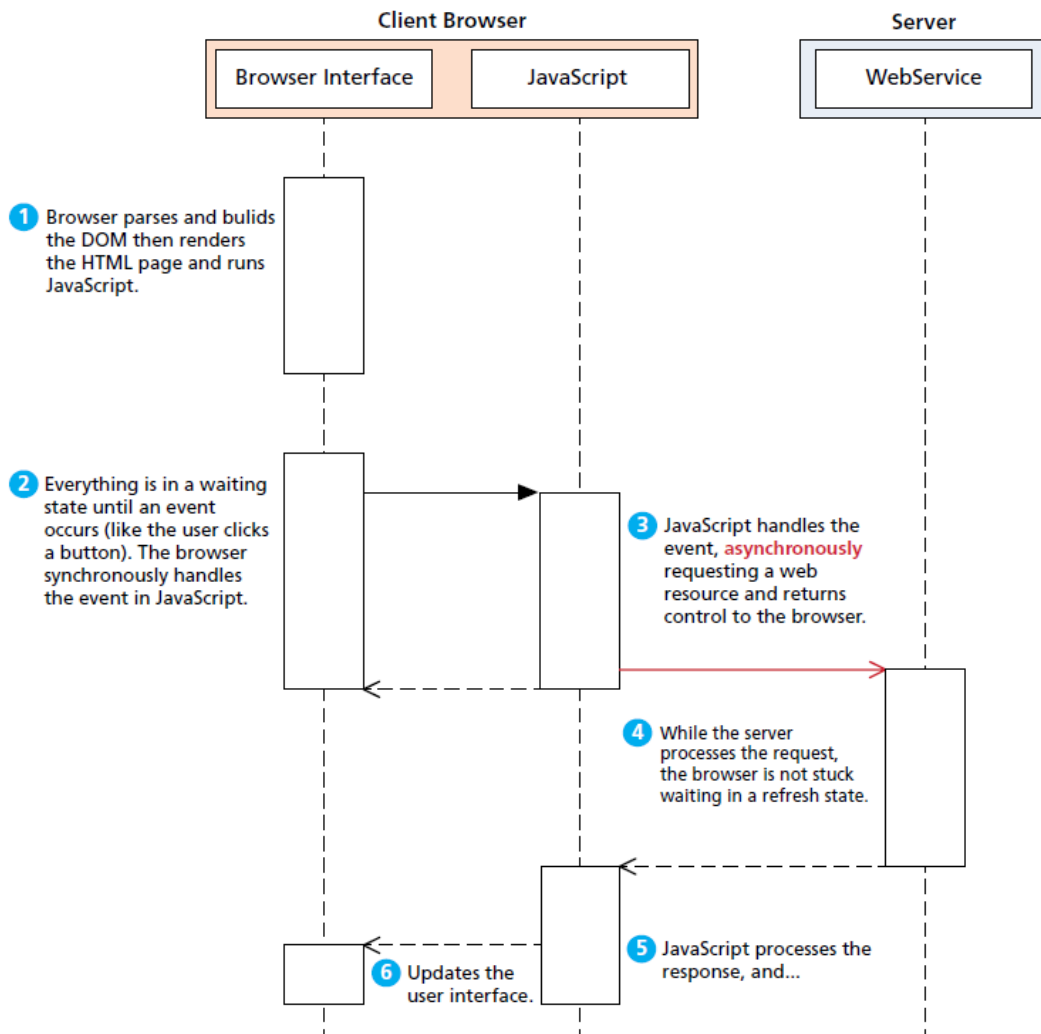 Client Browser
Server
Browser Interface
JavaScript
WebService
1 Browser parses and bulids
the DOM then renders
the HTML page and runs
JavaScript.
2 Everything is in a waiting
state until an event
occurs (like the user clicks
a button). The browser
synchronously handles
the event in JavaScript.
3 JavaScript handles the
event, asynchronously
requesting a web
resource and returns
control to the browser.
4 While the server
processes the request,
the browser is not stuck
waiting in a refresh state.
5 JavaScript processes the
response, and...
6 Updates the
user interface.